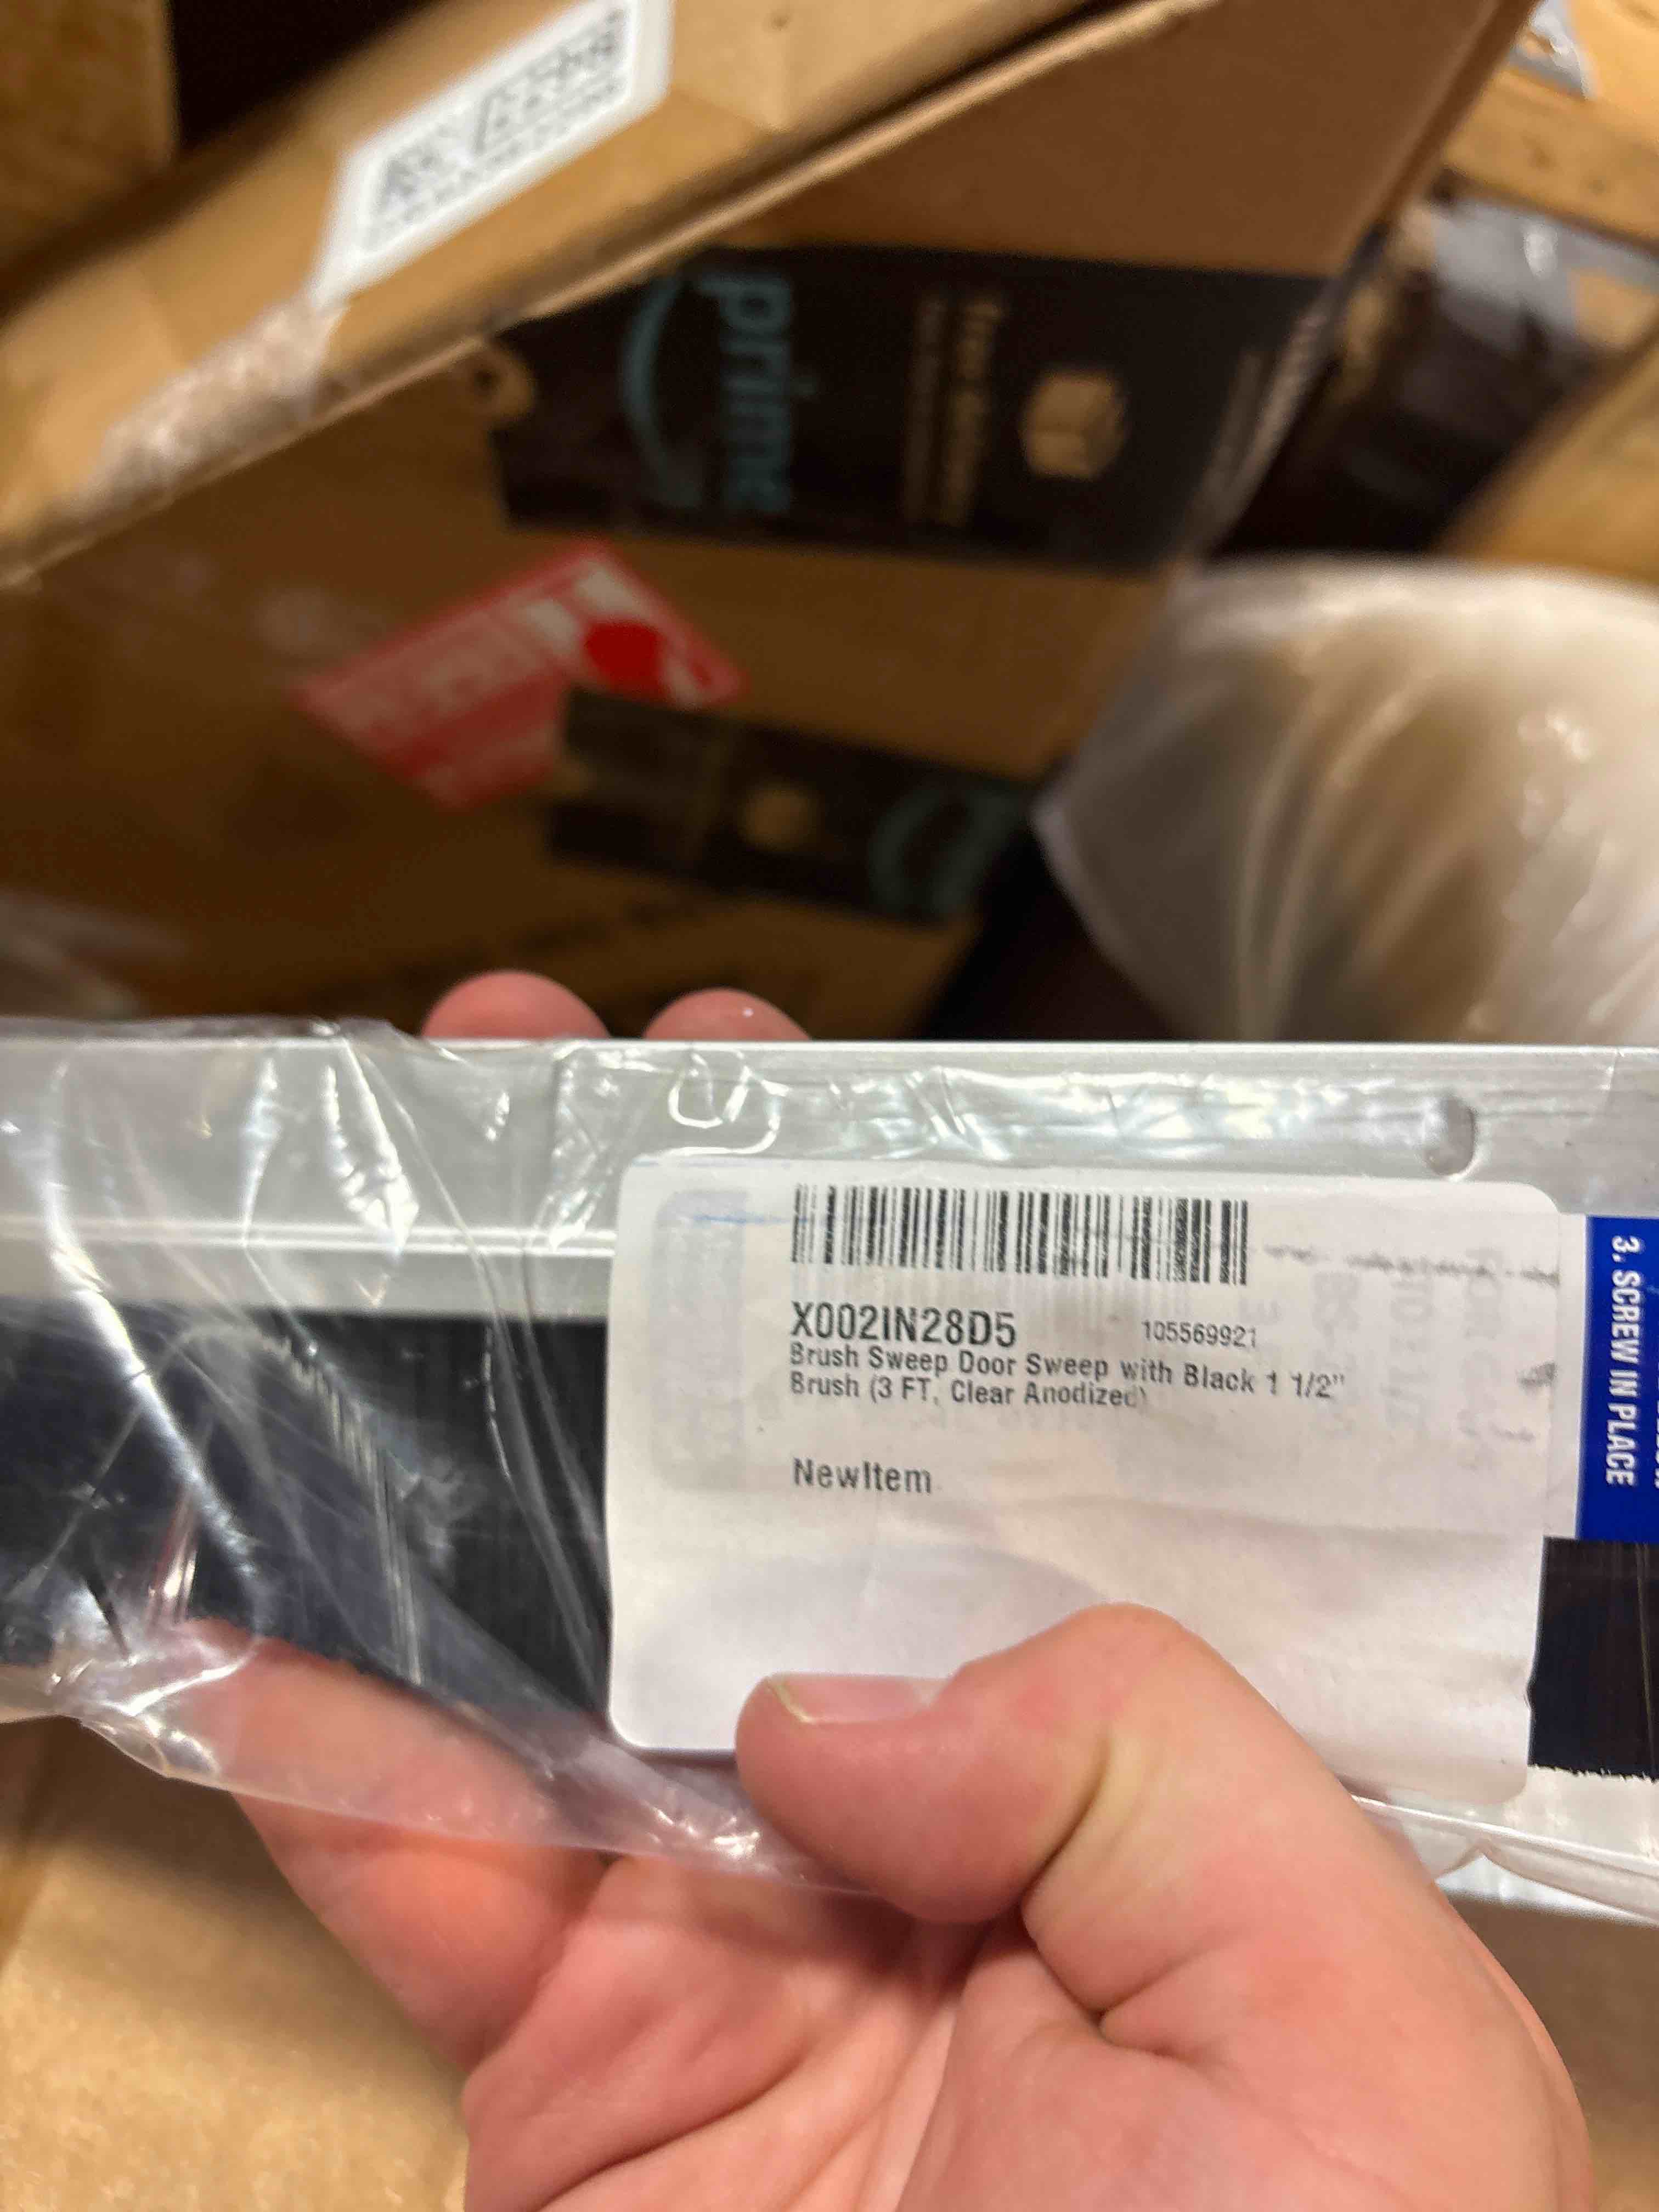 prime
X002IN28D5
105569921
Brush Sweep Door Sweep with Black 1 1/2"
Brush (3 FT, Clear Anodized)
NewItem
3. SCREW IN PLACE